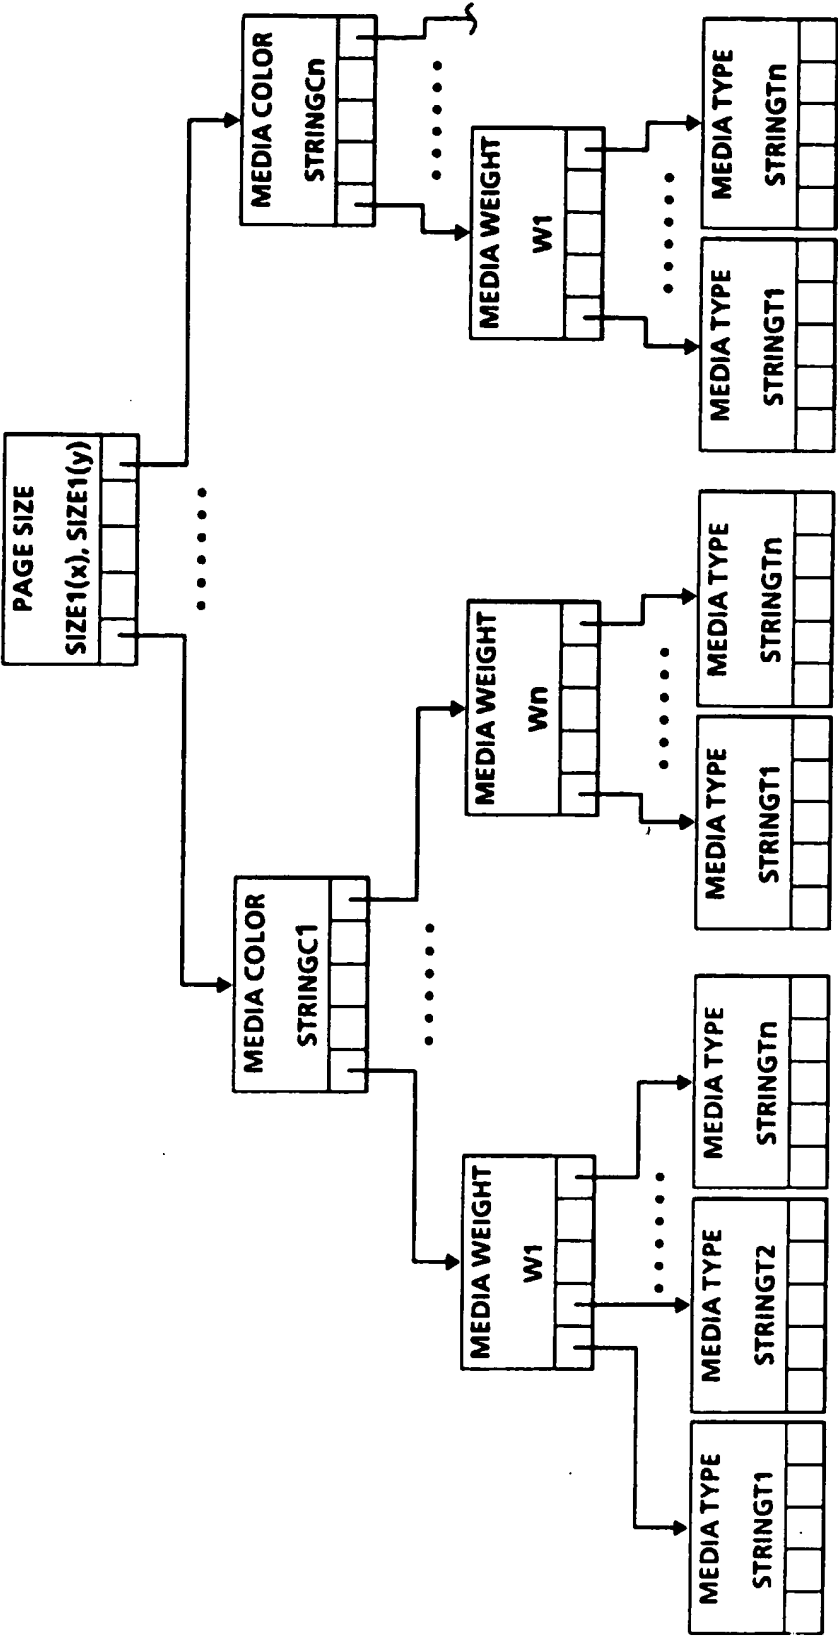 PAGE SIZE
SIZE1(x), SIZE1(y)
MEDIA COLOR
STRINGC1
MEDIA COLOR
STRINGCn
MEDIA WEIGHT
W1
MEDIA WEIGHT
Wn
MEDIA WEIGHT
W1
MEDIA TYPE
STRINGT1
MEDIA TYPE
STRINGT2
MEDIA TYPE
STRINGTn
MEDIA TYPE
STRINGT1
MEDIA TYPE
STRINGTn
MEDIA TYPE
STRINGT1
MEDIA TYPE
STRINGTn